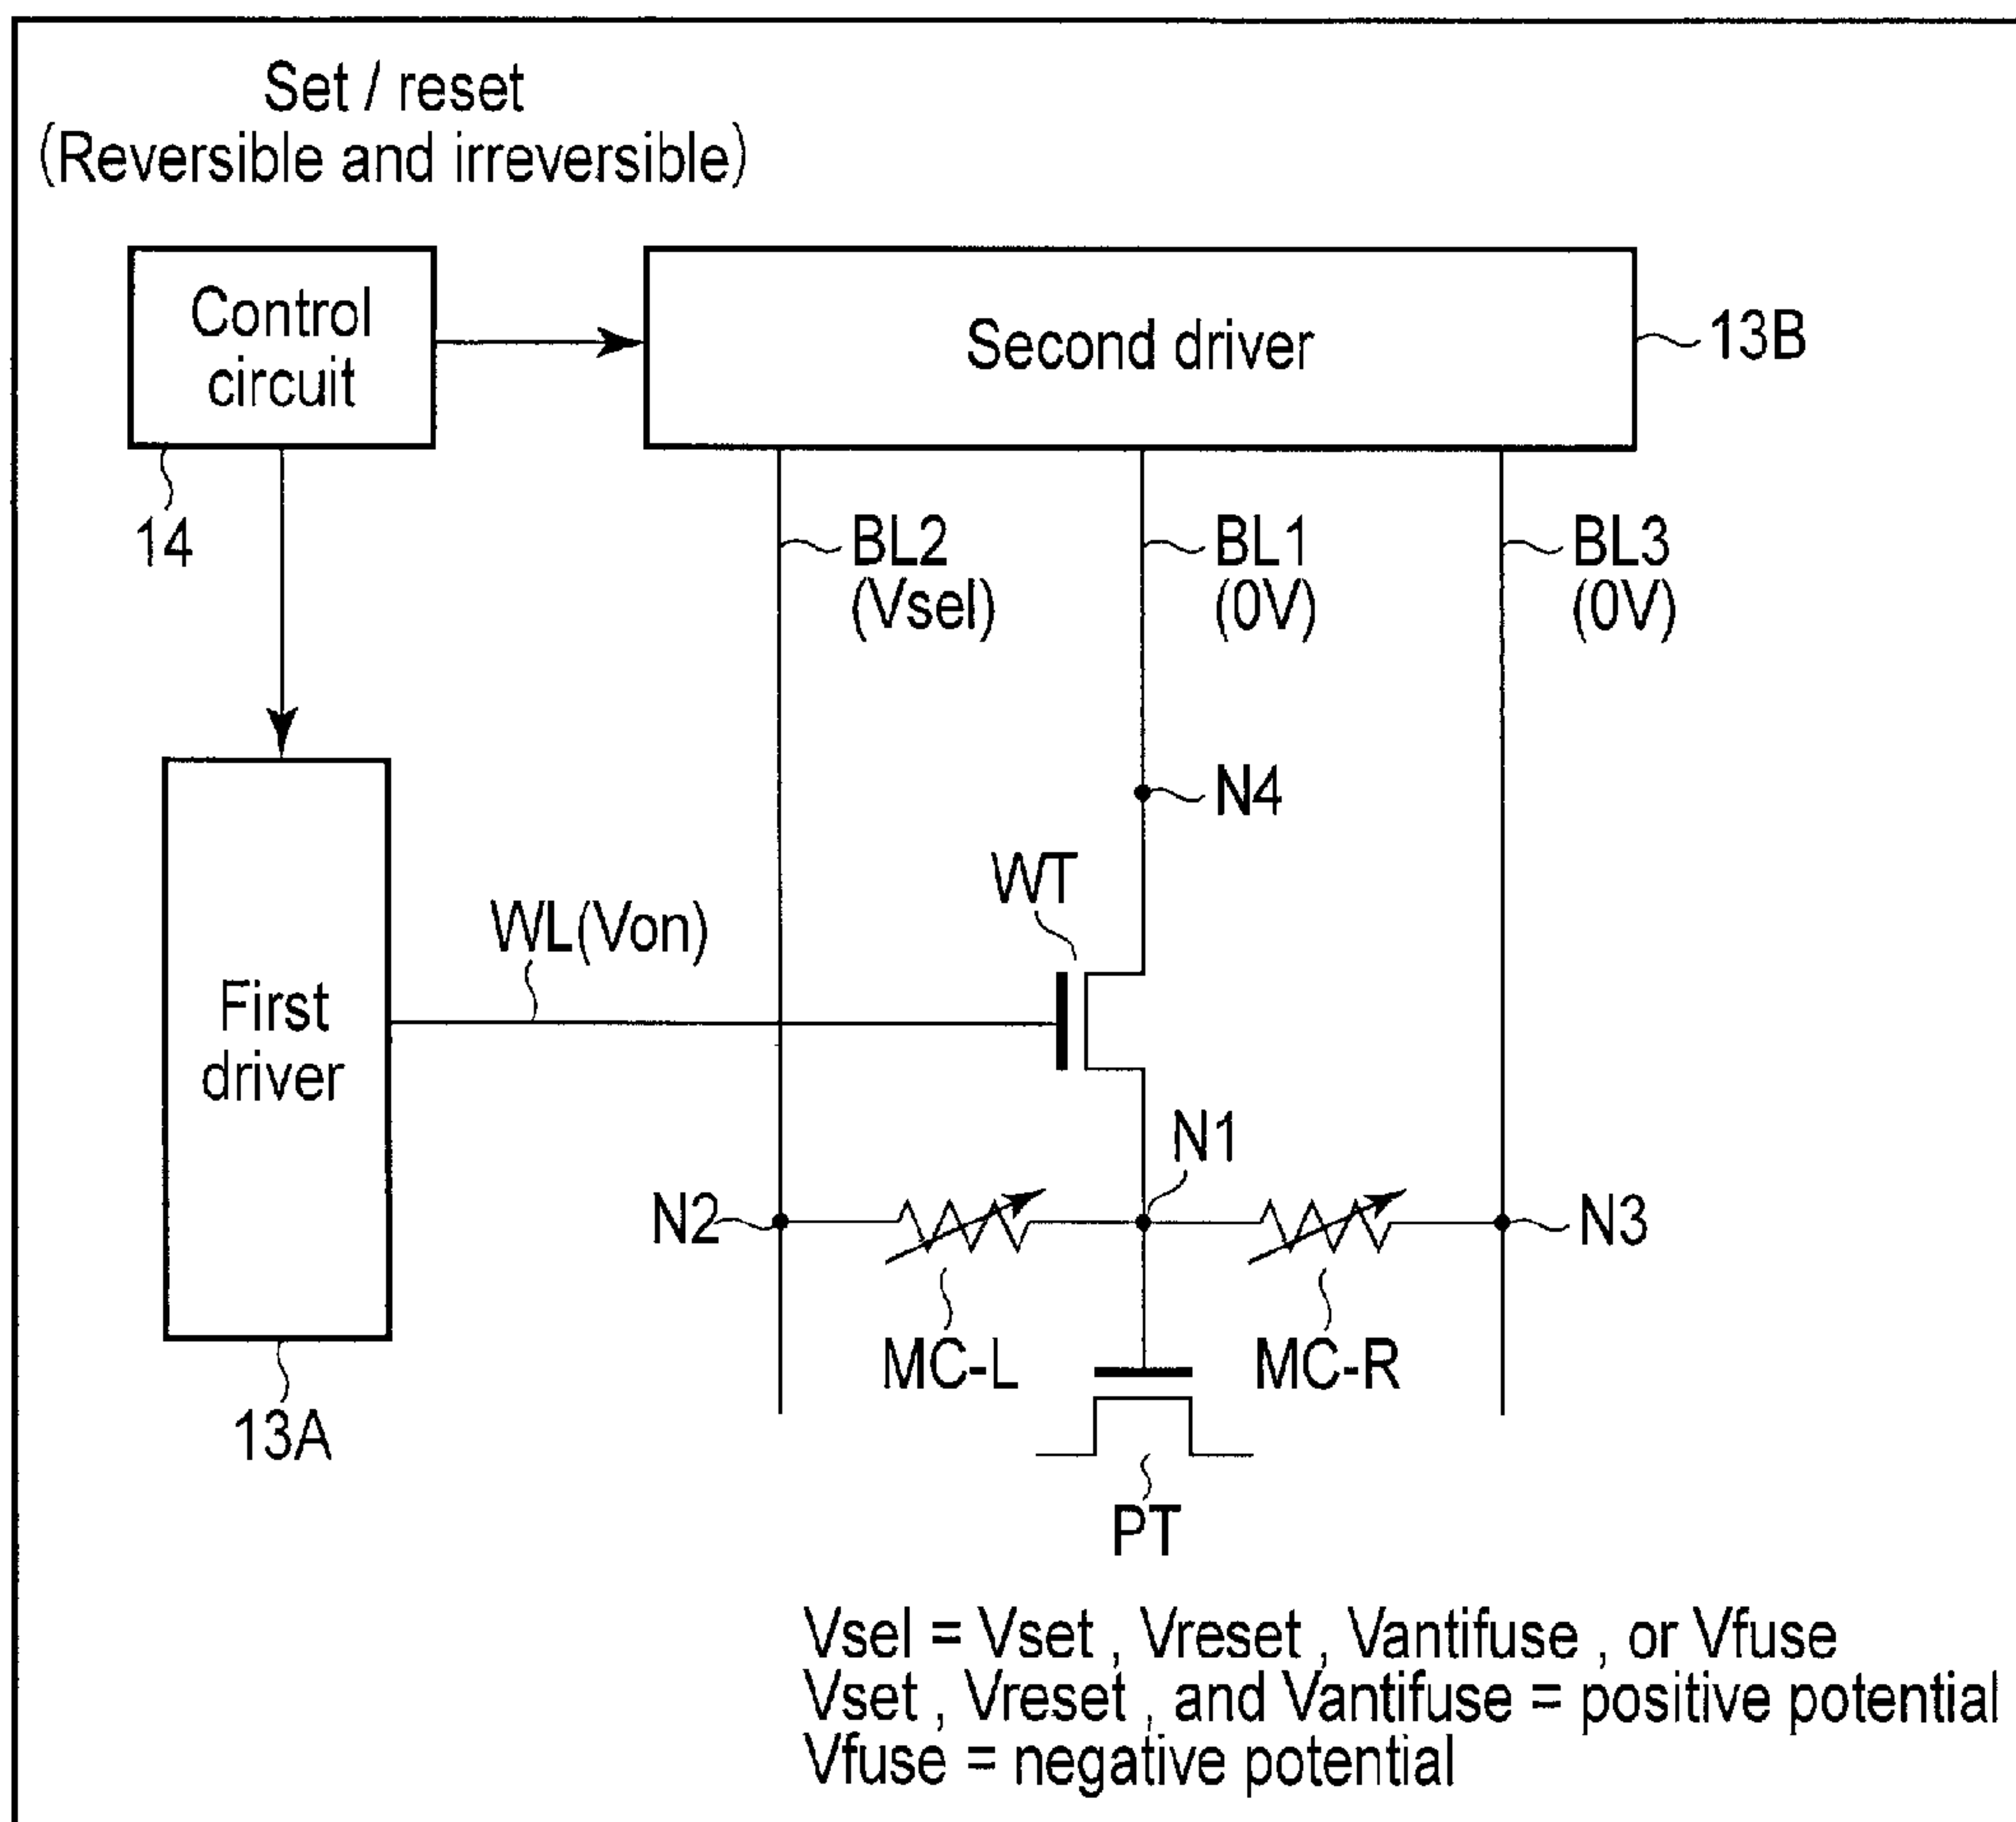 Set / reset
(Reversible and irreversible)
Control
circuit
Second driver
13B
14
BL2
(Vsel)
BL1
(0V)
BL3
(0V)
N4
WT
WL(Von)
First
driver
N1
N2
N3
MC-L
MC-R
13A
PT
Vsel = Vset , Vreset , Vantifuse , or Vfuse
Vset , Vreset , and Vantifuse = positive potential
Vfuse = negative potential